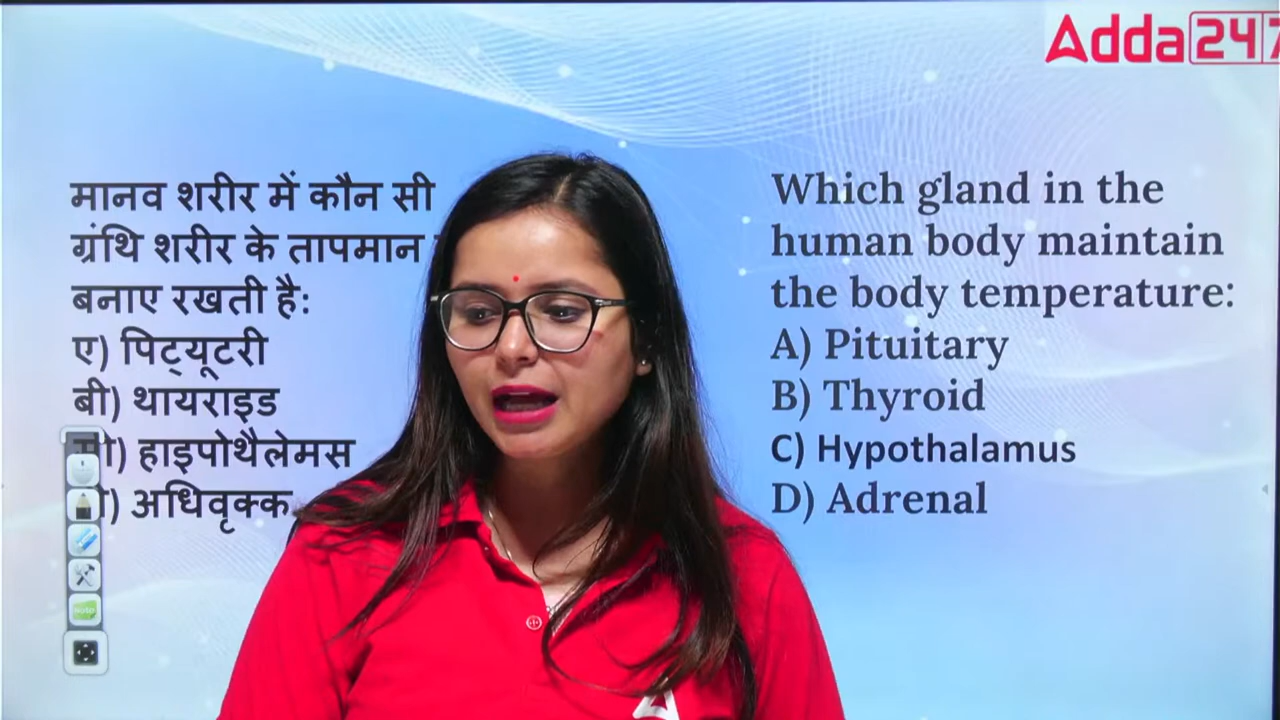 Adda247
मानव शरीर में कौन सी
ग्रंथि शरीर के तापमान
बनाए रखती है:
ए) पिट्यूटरी
बी) थायराइड
हाइपोथैलेमस
अधिवृक्क
Which gland in the
human body maintain
the body temperature:
A) Pituitary
B) Thyroid
C) Hypothalamus
D) Adrenal